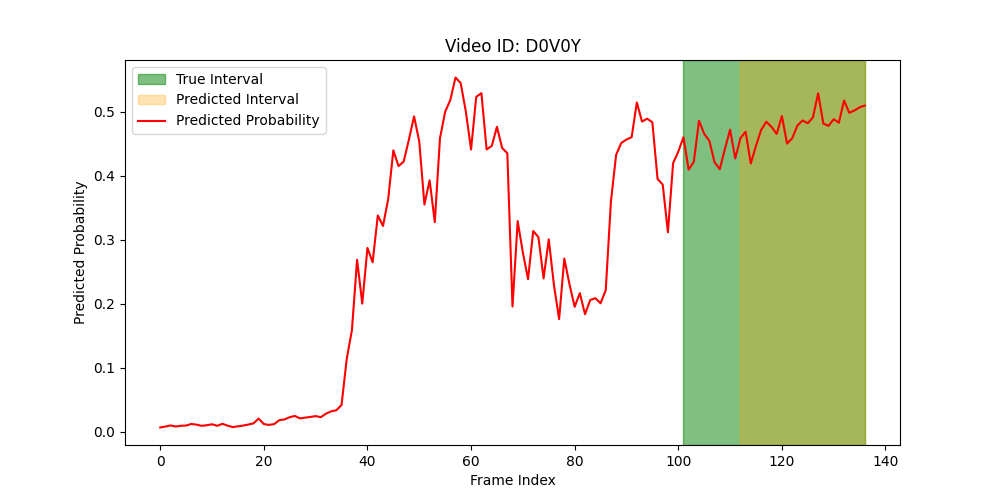 Video ID: D0V0Y
True Interval
Predicted Interval
Predicted Probability
Predicted Probability
0.5
0.4
0.3
0.2
0.1
0.0
0 20 40 60 80 100 120 140
Frame Index